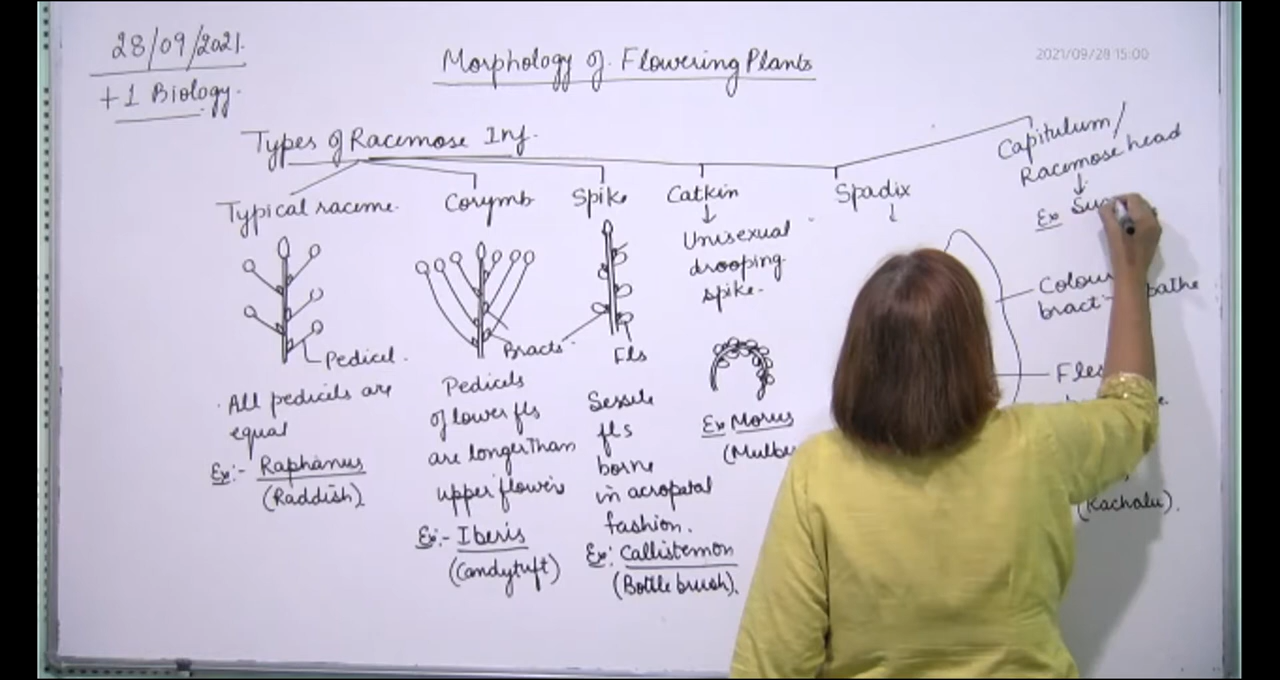 28/09/2021.
+1 Biology.
Morphology of Flowering Plants
2021/09/28 15:00
Types of Racemose Inf.
Typical raceme.
Pedicel.
All pedicels are
equal
Ex:- Raphanus
(Raddish)
Corymb
Bracts
Pedicels
of lower fls
are longer than
upper flower
Ex:- Iberis
(Candytuft)
Spike
Fls
Sessile
fls
borne
in acropetal
fashion.
Ex: Callistemon
(Bottle brush).
Catkin
Unisexual
drooping
spike.
Ex Morus
Spadix
bract
(Kachalu).
Capitulum/
Racemose head
Ex